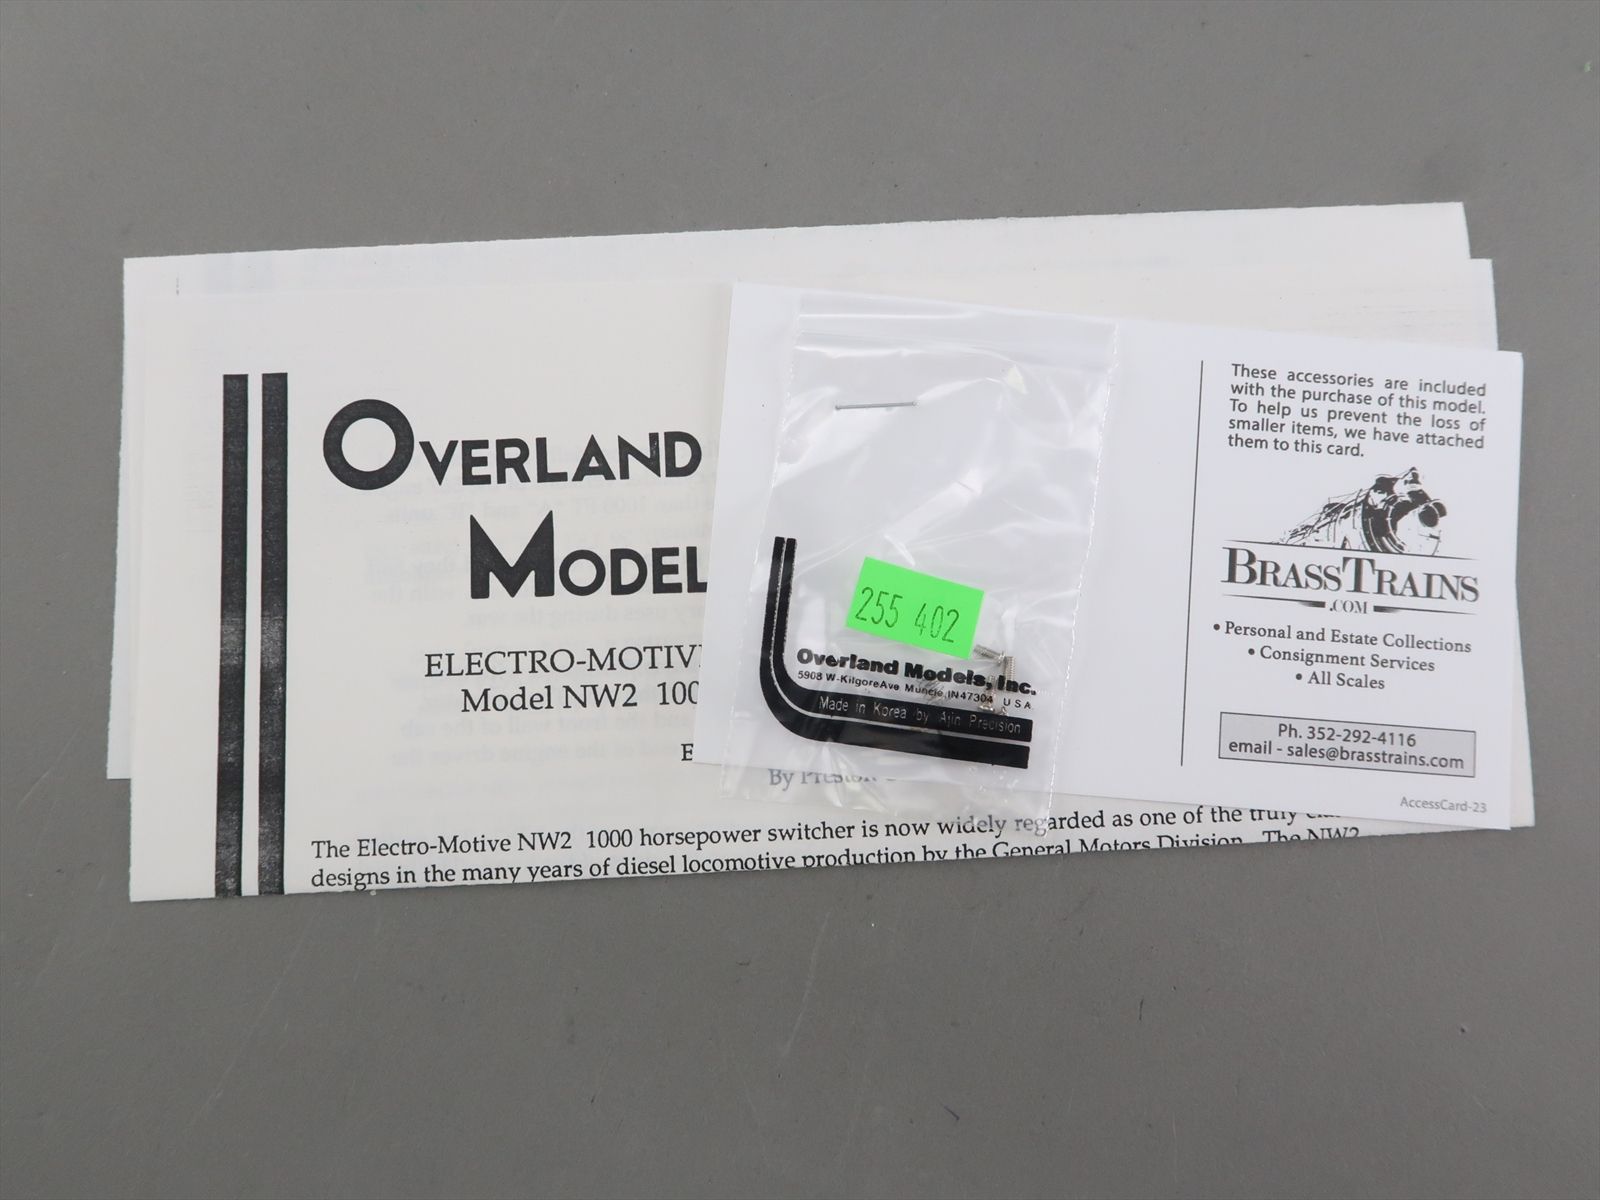 OVERLAND
MODEL
ELECTRO-MOTIV
Model NW2 100
E
By Preston
The Electro-Motive NW2 1000 horsepower switcher is now widely regarded as one of the truly
designs in the many years of diesel locomotive production by the General Motors Division. The NW2
255 402
Overland Models, Inc.
5908 W-KilgoreAve Muncie, IN47304 USA
Made in Korea by Ajin Precision
These accessories are included
with the purchase of this model.
To help us prevent the loss of
smaller items, we have attached
them to this card.
BRASSTRAINS
.COM
• Personal and Estate Collections
• Consignment Services
• All Scales
Ph. 352-292-4116
email - sales@brasstrains.com
AccessCard-23